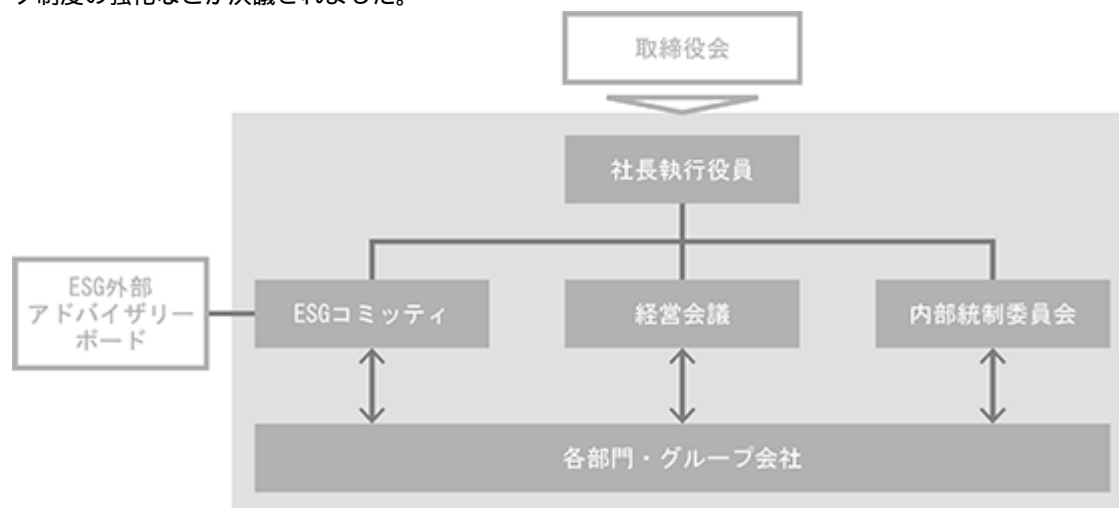 取締役会
社長執行役員
ESG外部
アドバイザリー
ボード
ESGコミッティ
経営会議
内部統制委員会
各部門・グループ会社